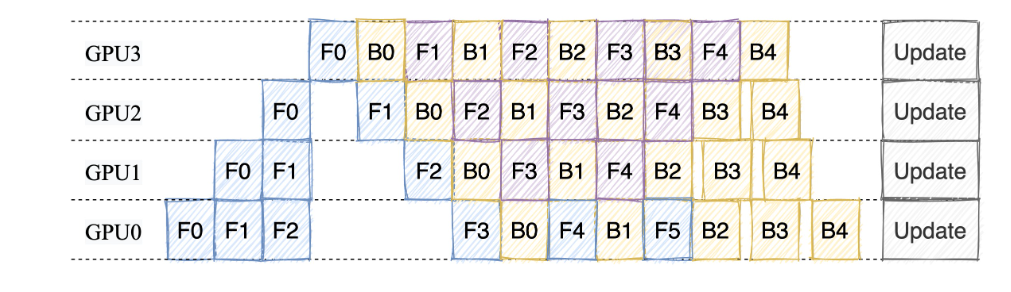 GPU3 F0 B0 F1 B1 F2 B2 F3 B3 F4 B4 Update
GPU2 F0 F1 B0 F2 B1 F3 B2 F4 B3 B4 Update
GPU1 F0 F1 F2 B0 F3 B1 F4 B2 B3 B4 Update
GPU0 F0 F1 F2 F3 B0 F4 B1 F5 B2 B3 B4 Update